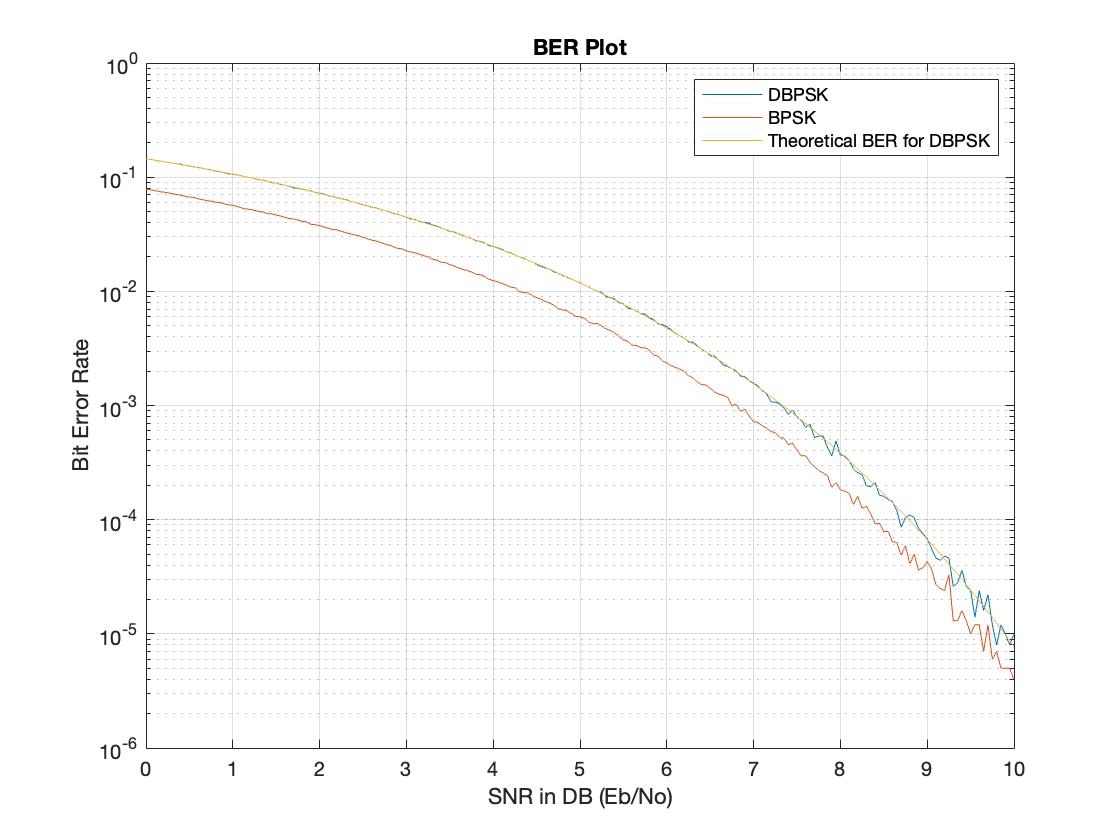 BER Plot
10^0
10^-1
10^-2
10^-3
10^-4
10^-5
10^-6
Bit Error Rate
DBPSK
BPSK
Theoretical BER for DBPSK
0 1 2 3 4 5 6 7 8 9 10
SNR in DB (Eb/No)